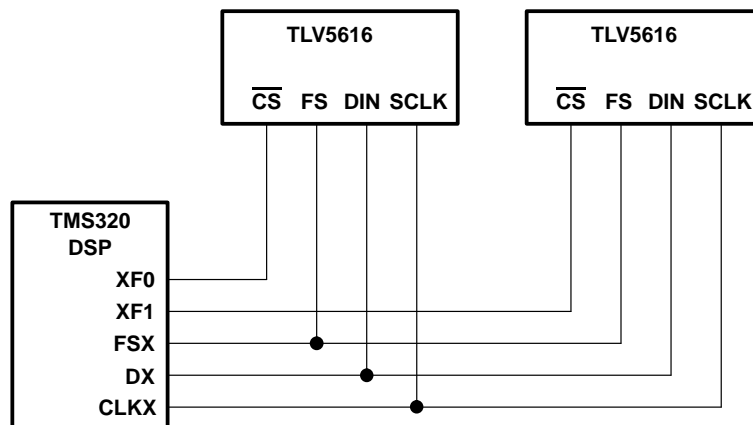 TLV5616
CS FS DIN SCLK
TLV5616
CS FS DIN SCLK
TMS320
DSP
XF0
XF1
FSX
DX
CLKX